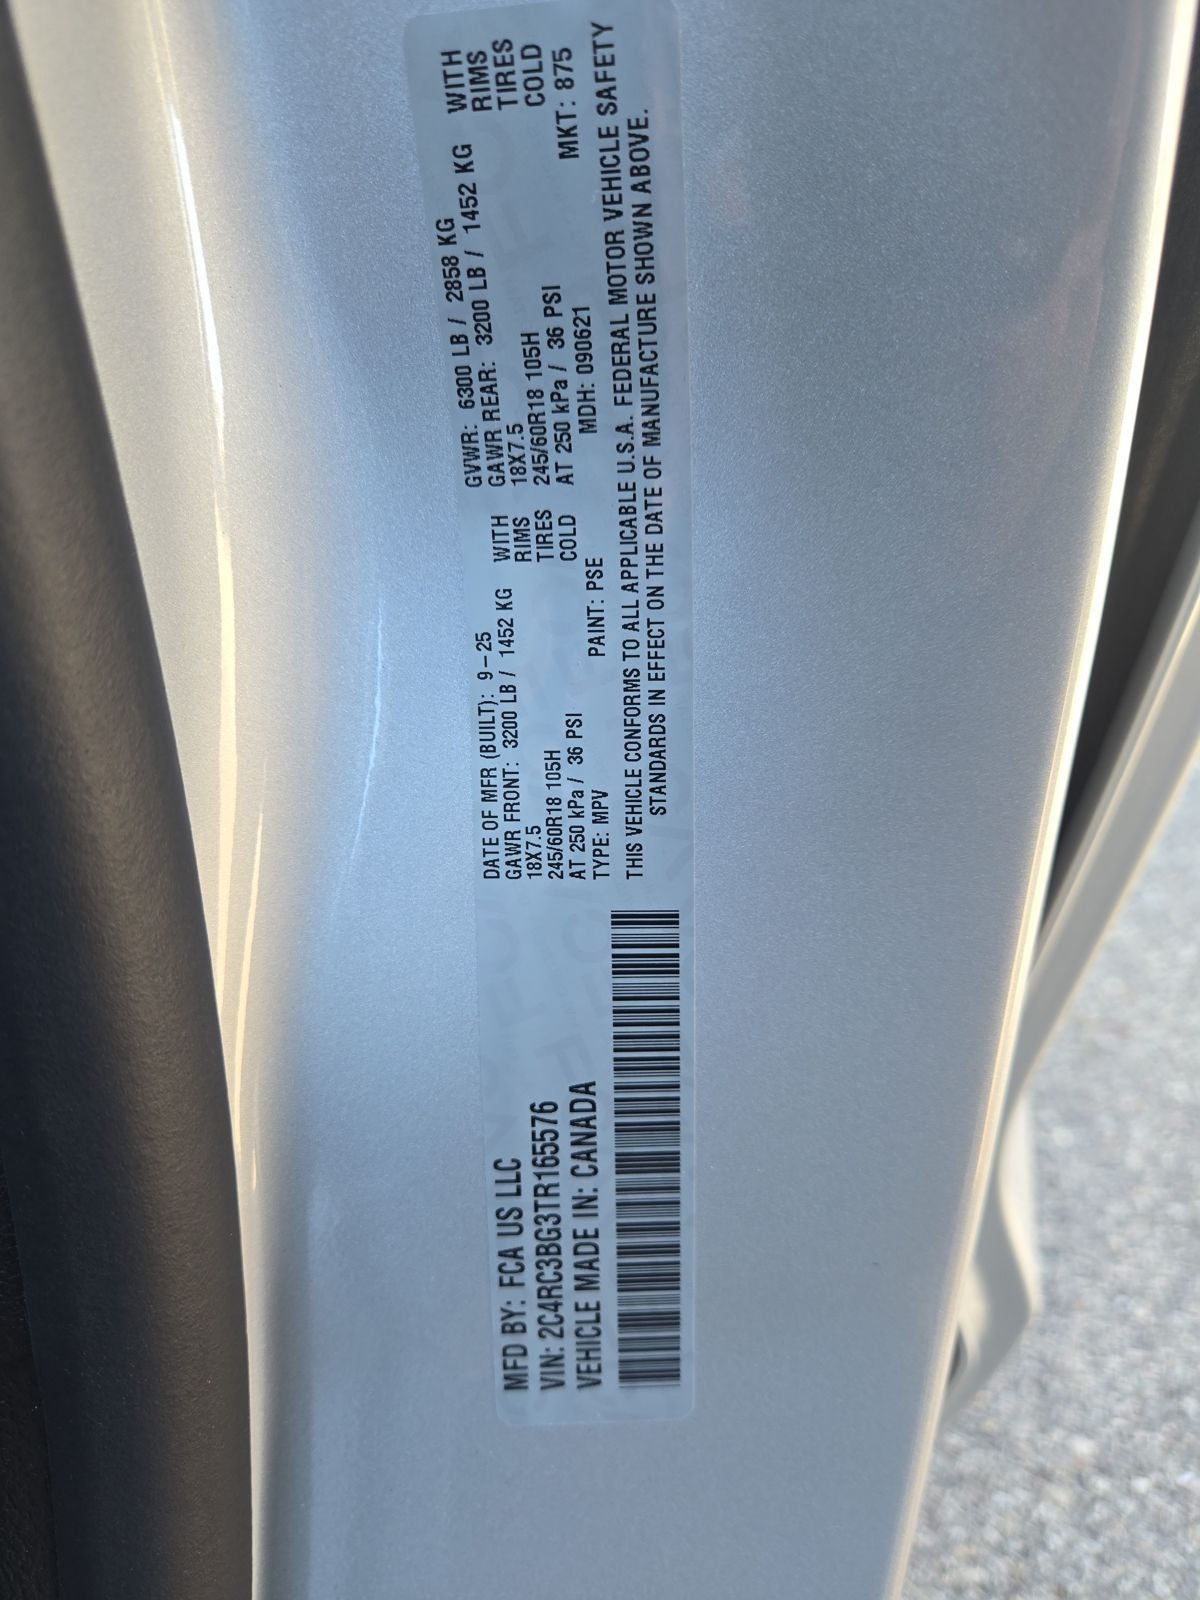 MFD BY: FCA US LLC
VIN: 2C4RC3BG3TR165576
VEHICLE MADE IN: CANADA
DATE OF MFR (BUILT): 9-25
GVWR: 6300 LB / 2858 KG
GAWR FRONT: 3200 LB / 1452 KG WITH
18X7.5 RIMS
245/60R18 105H TIRES
AT 250 kPa / 36 PSI COLD
GAWR REAR: 3200 LB / 1452 KG WITH
18X7.5 RIMS
245/60R18 105H TIRES
AT 250 kPa / 36 PSI COLD
TYPE: MPV PAINT: PSE MDH: 090621 MKT: 875
THIS VEHICLE CONFORMS TO ALL APPLICABLE U.S.A. FEDERAL MOTOR VEHICLE SAFETY
STANDARDS IN EFFECT ON THE DATE OF MANUFACTURE SHOWN ABOVE.